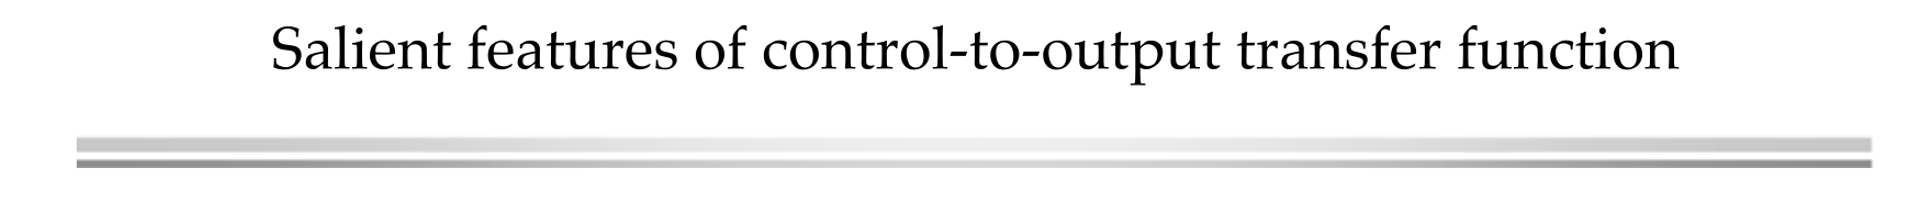 Salient features of control-to-output transfer function